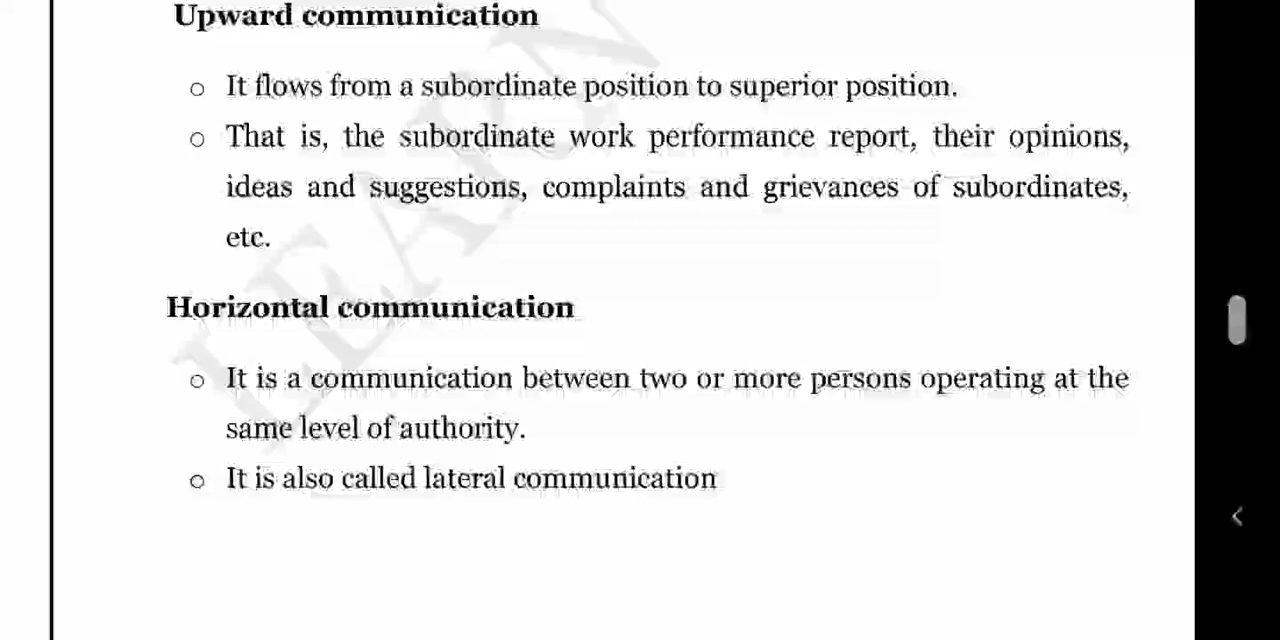 Upward communication
o It flows from a subordinate position to superior position.
o That is, the subordinate work performance report, their opinions,
ideas and suggestions, complaints and grievances of subordinates,
etc.
Horizontal communication
o It is a communication between two or more persons operating at the
same level of authority.
o It is also called lateral communication